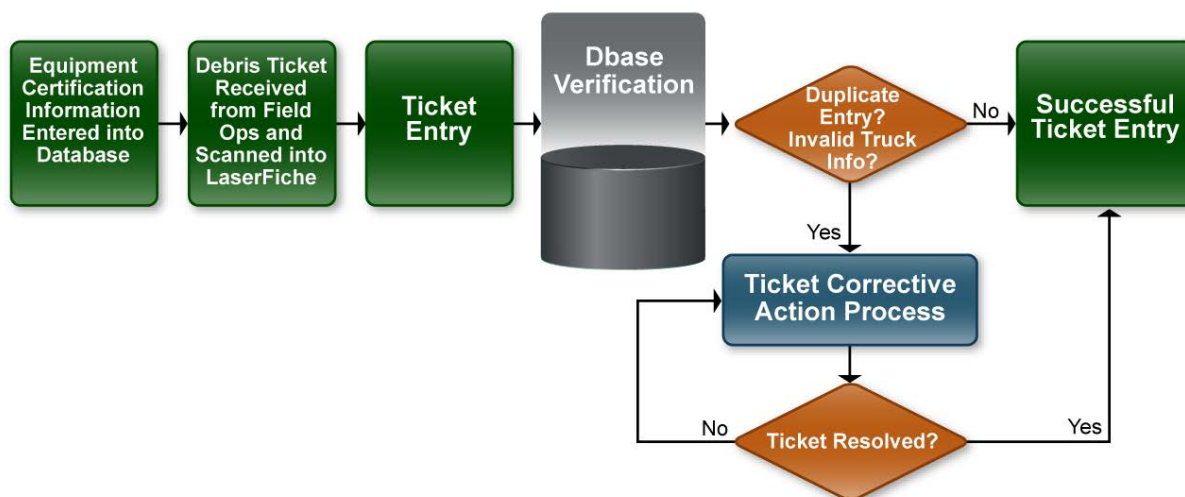 Equipment
Certification
Information
Entered into
Database
Debris Ticket
Received
from Field
Ops and
Scanned into
LaserFiche
Ticket
Entry
Dbase
Verification
Duplicate
Entry?
Invalid Truck
Info?
No
Successful
Ticket Entry
Yes
Ticket Corrective
Action Process
No
Ticket Resolved?
Yes